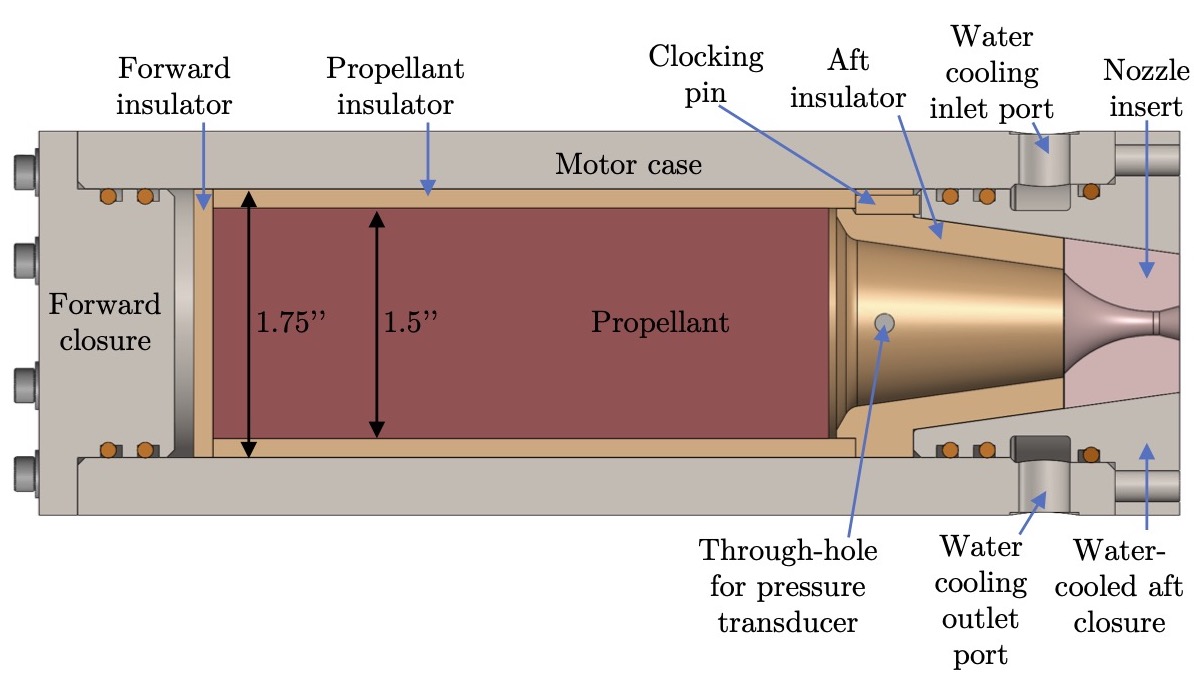 Forward
insulator
Propellant
insulator
Clocking
pin
Aft
insulator
Water
cooling
inlet port
Nozzle
insert
Motor case
Forward
closure
1.75’’
1.5’’
Propellant
Through-hole
for pressure
transducer
Water
cooling
outlet
port
Water-
cooled aft
closure